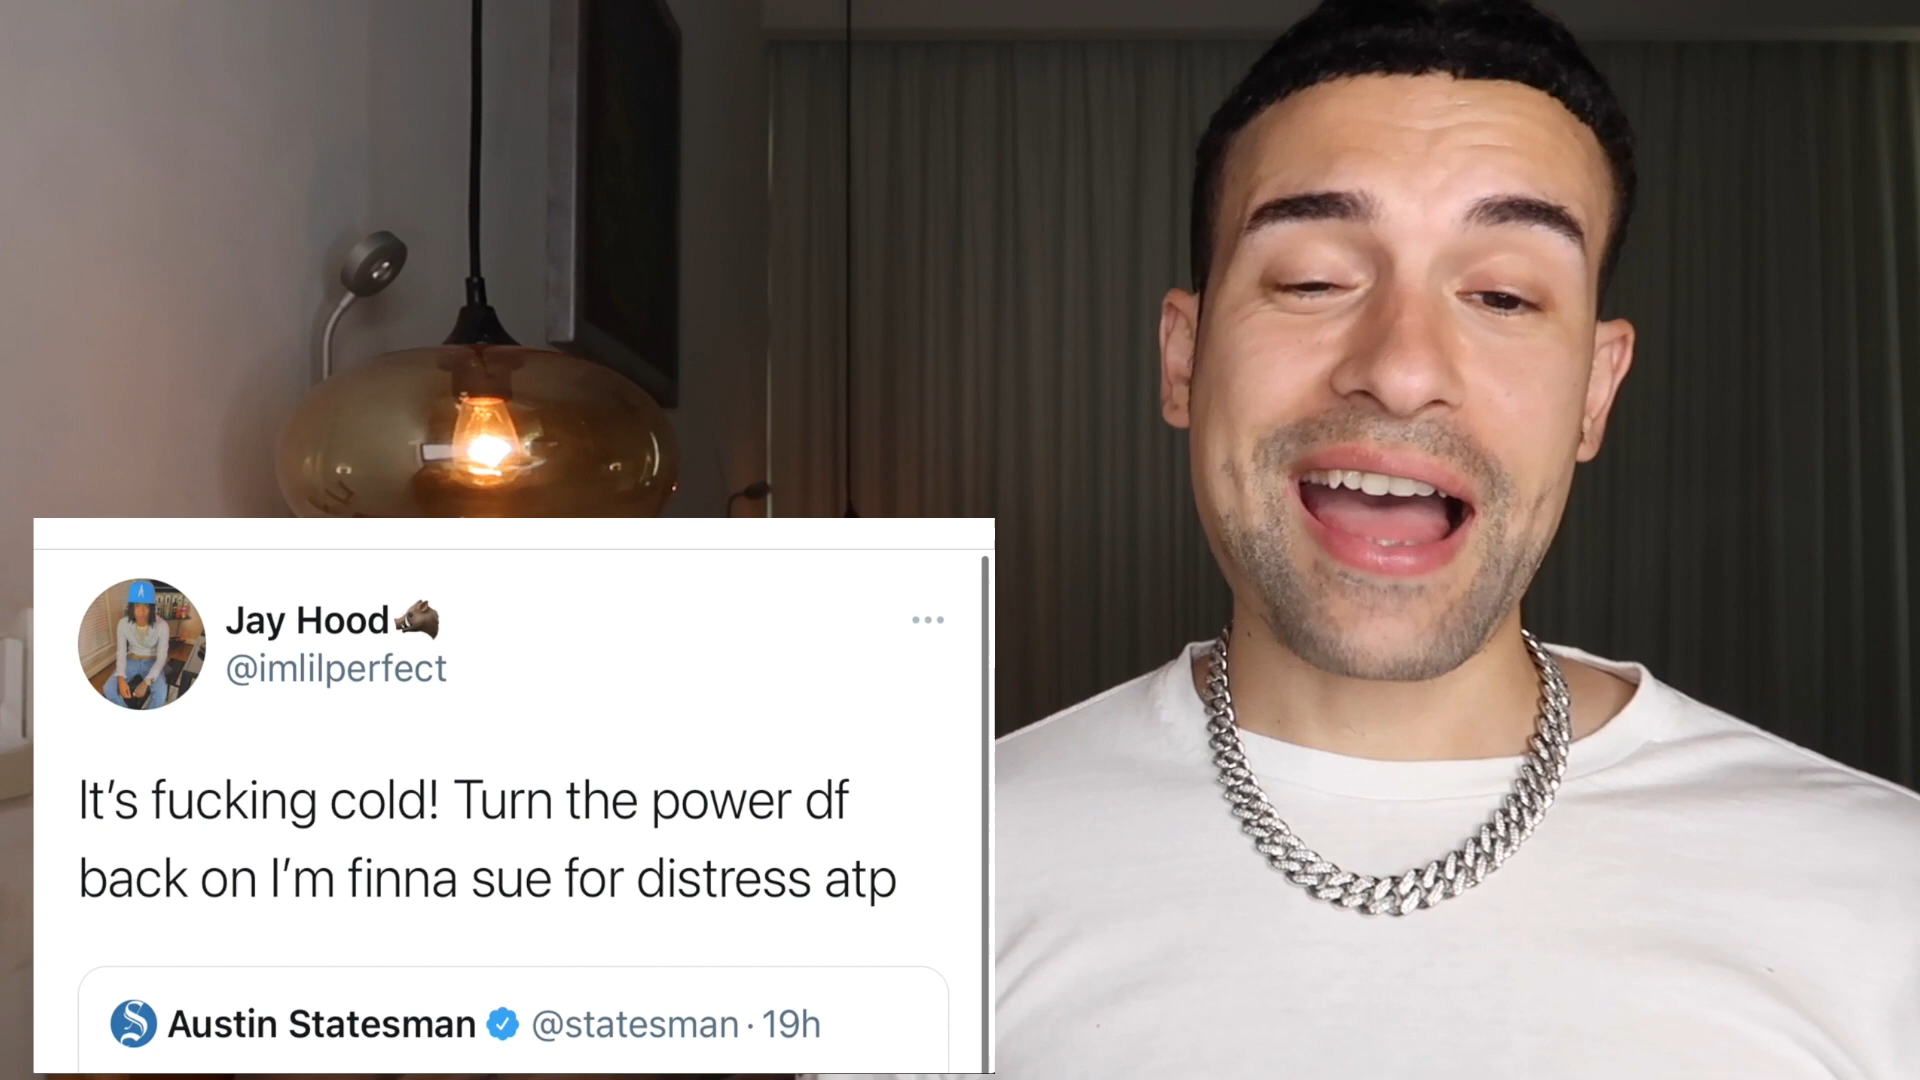 Jay Hood🐗
@imlilperfect
It’s fucking cold! Turn the power df
back on I’m finna sue for distress atp
Austin Statesman @statesman · 19h